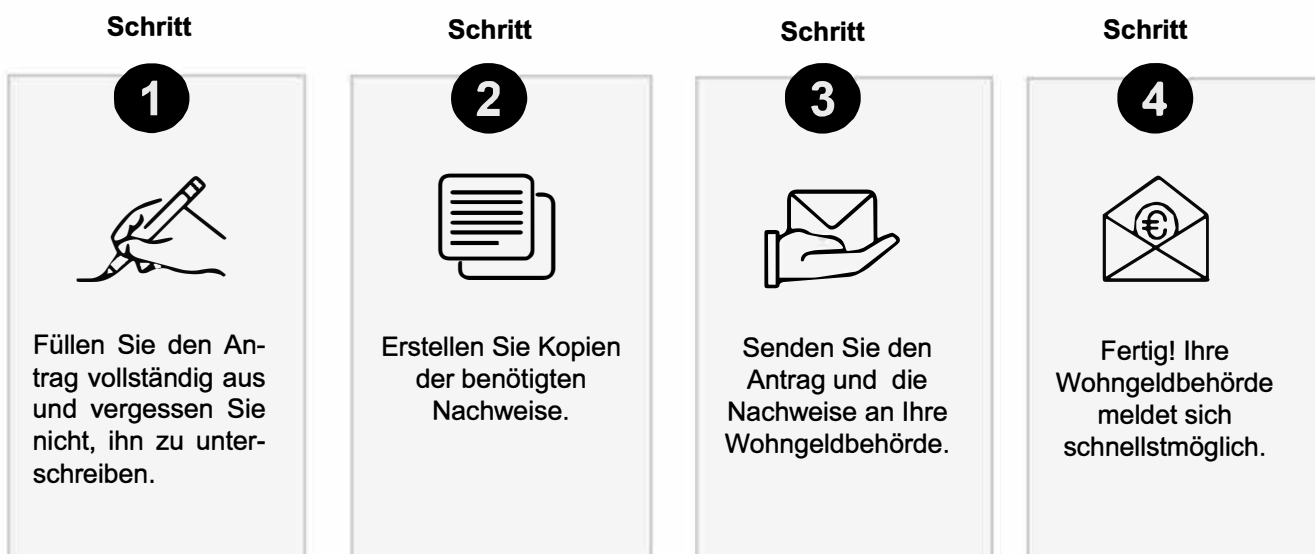 Schritt
1
Füllen Sie den An-
trag vollständig aus
und vergessen Sie
nicht, ihn zu unter-
schreiben.
Schritt
2
Erstellen Sie Kopien
der benötigten
Nachweise.
Schritt
3
Senden Sie den
Antrag und die
Nachweise an Ihre
Wohngeldbehörde.
Schritt
4
€
Fertig! Ihre
Wohngeldbehörde
meldet sich
schnellstmöglich.